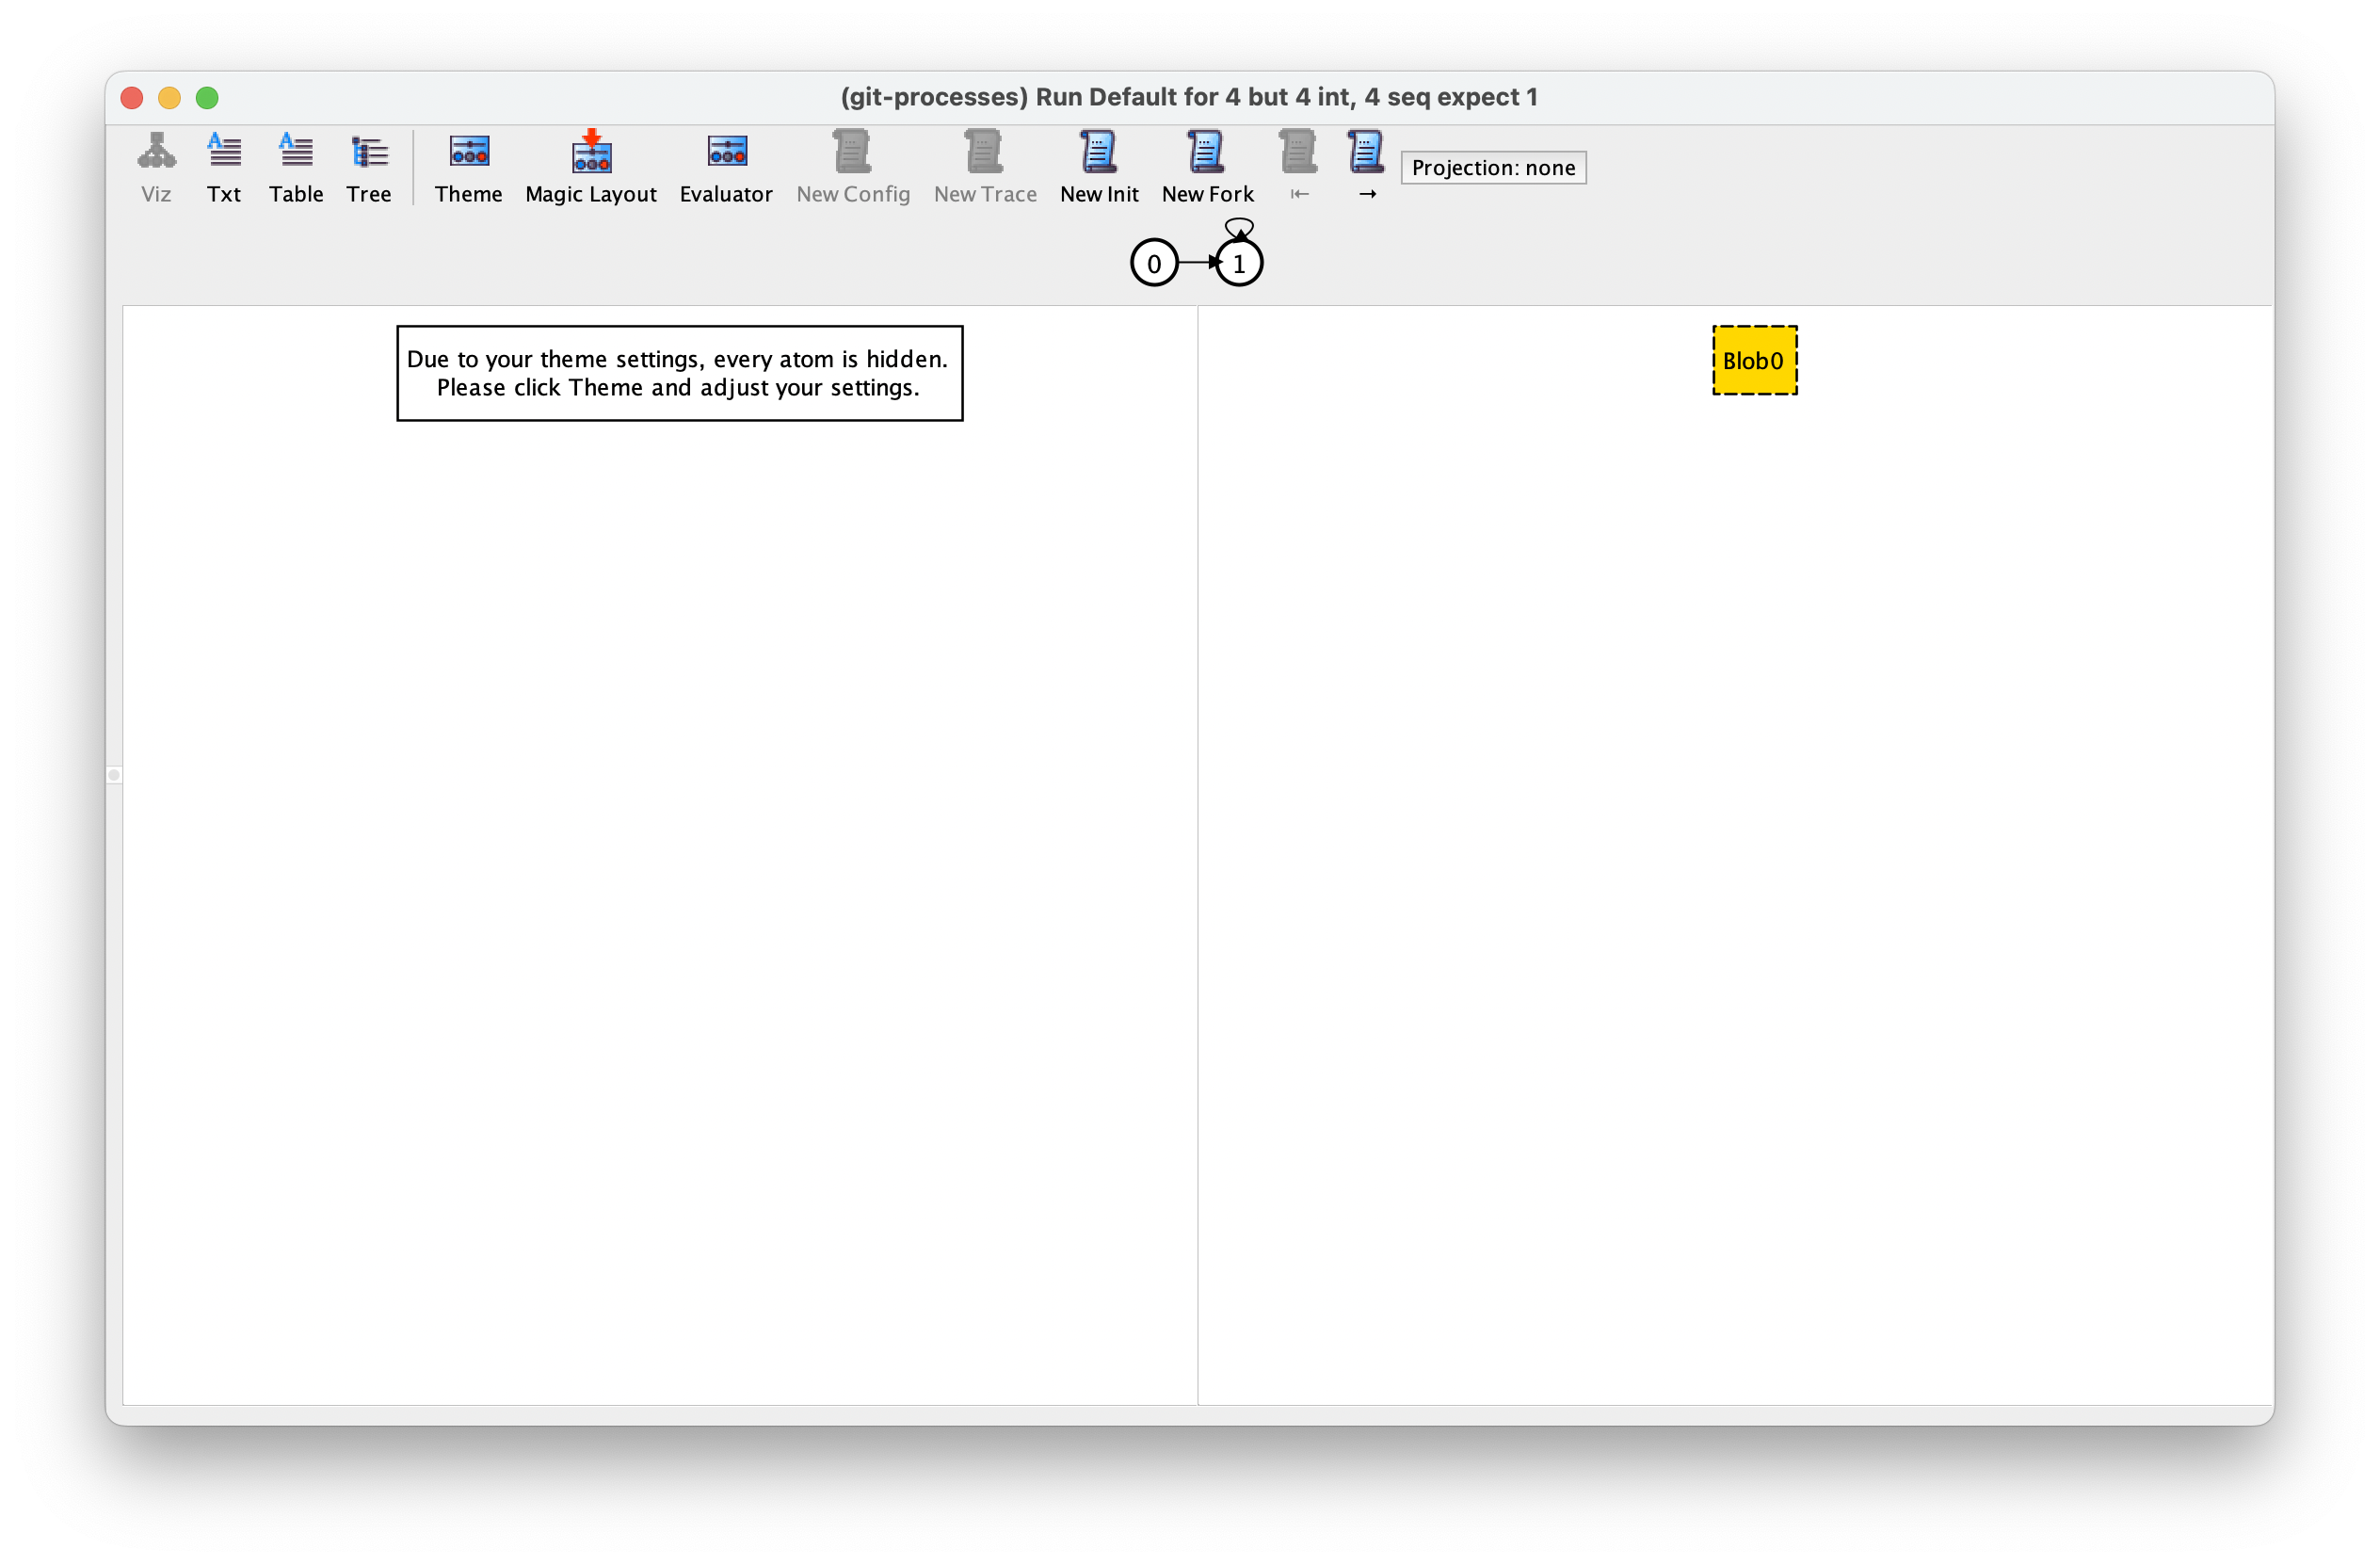 (git-processes) Run Default for 4 but 4 int, 4 seq expect 1
Viz Txt Table Tree Theme Magic Layout Evaluator New Config New Trace New Init New Fork ⇤ → Projection: none
0 1
Due to your theme settings, every atom is hidden.
Please click Theme and adjust your settings.
Blob0